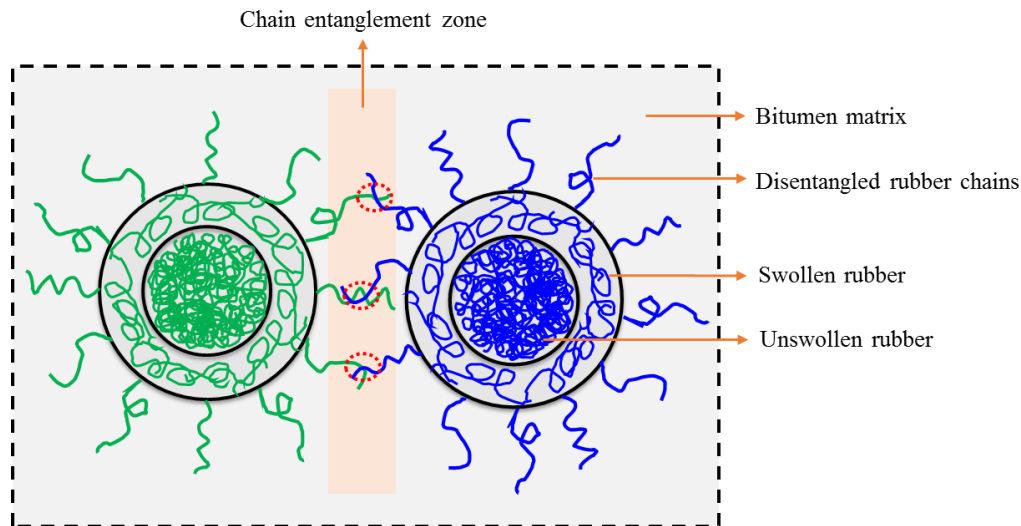 Chain entanglement zone
Bitumen matrix
Disentangled rubber chains
Swollen rubber
Unswollen rubber